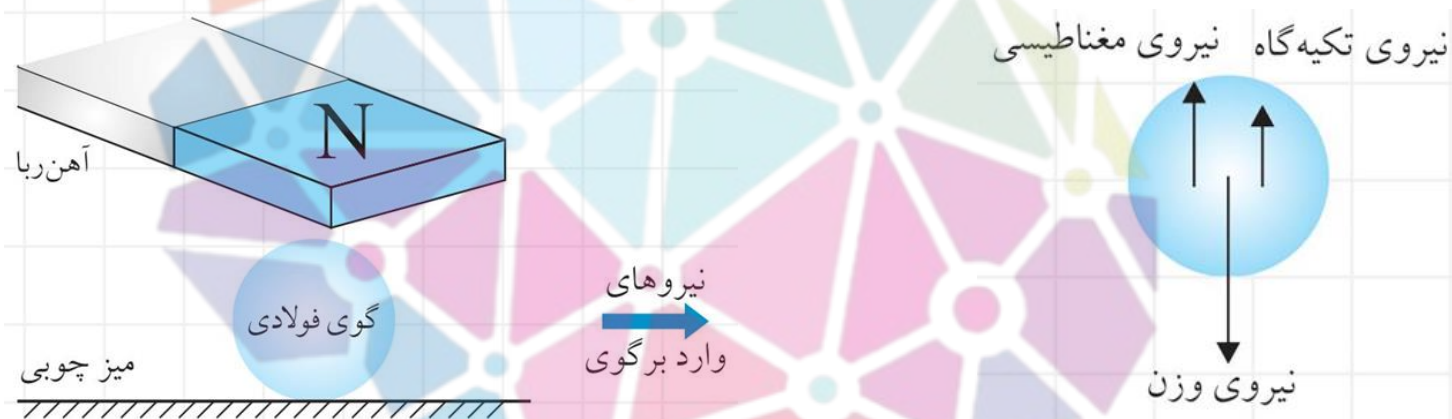 N
آهن‌ربا
گوی فولادی
میز چوبی
نیروهای
وارد بر گوی
نیروی مغناطیسی
نیروی تکیه‌گاه
نیروی وزن